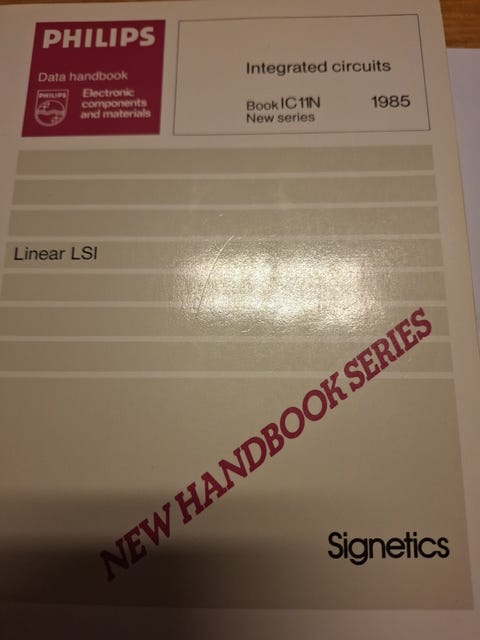 PHILIPS
Data handbook
PHILIPS
Electronic
components
and materials
Integrated circuits
Book IC11N 1985
New series
Linear LSI
NEW HANDBOOK SERIES
Signetics